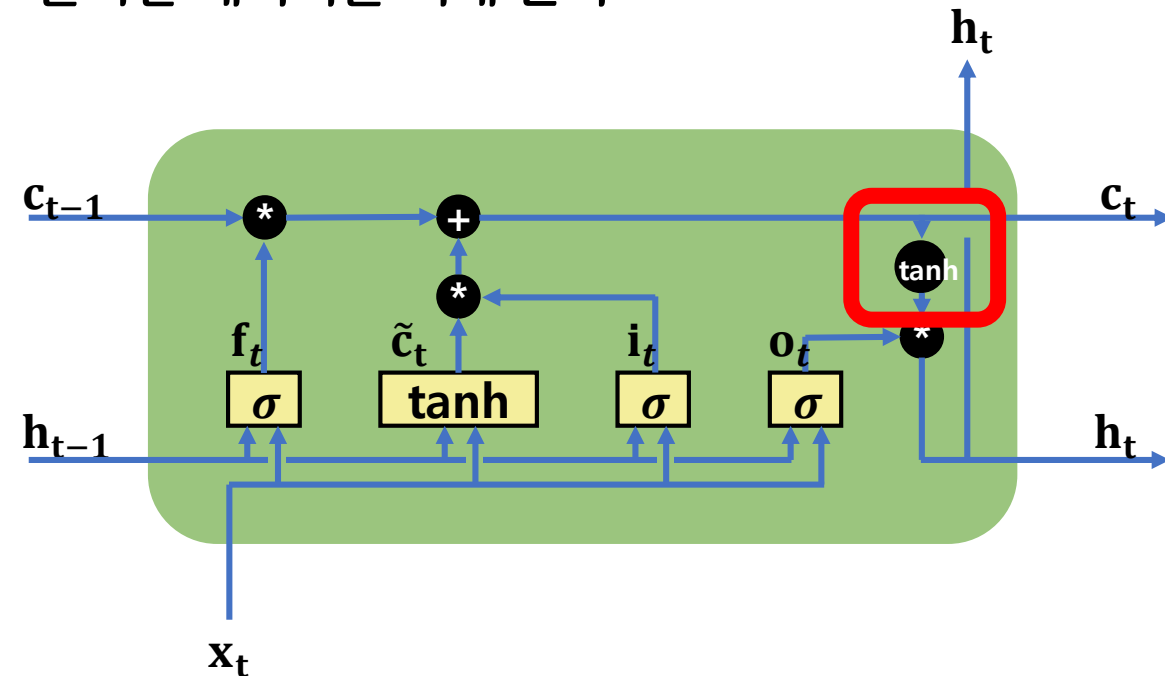 h_t
c_{t−1}
*
+
c_t
tanh
*
f_t
c̃_t
i_t
o_t
*
σ
tanh
σ
σ
h_{t−1}
h_t
x_t